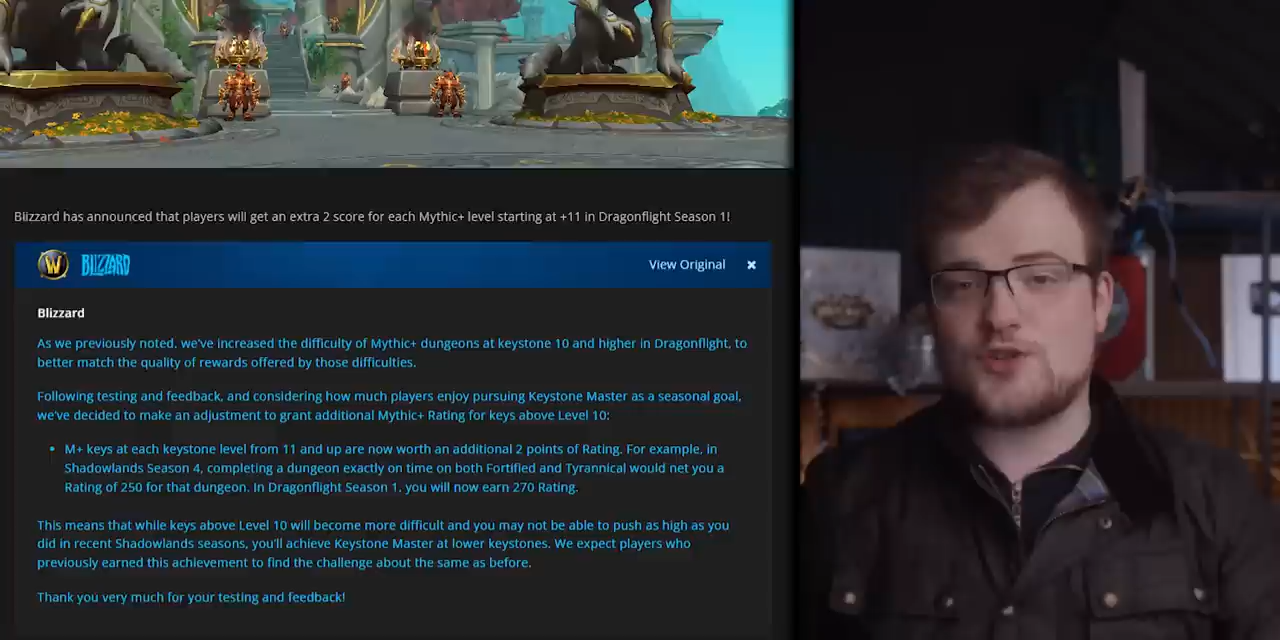 Blizzard has announced that players will get an extra 2 score for each Mythic+ level starting at +11 in Dragonflight Season 1!
W BLIZZARD View Original ×
Blizzard
As we previously noted, we've increased the difficulty of Mythic+ dungeons at keystone 10 and higher in Dragonflight, to
better match the quality of rewards offered by those difficulties.
Following testing and feedback, and considering how much players enjoy pursuing Keystone Master as a seasonal goal,
we've decided to make an adjustment to grant additional Mythic+ Rating for keys above Level 10:
• M+ keys at each keystone level from 11 and up are now worth an additional 2 points of Rating. For example, in
Shadowlands Season 4, completing a dungeon exactly on time on both Fortified and Tyrannical would net you a
Rating of 250 for that dungeon. In Dragonflight Season 1, you will now earn 270 Rating.
This means that while keys above Level 10 will become more difficult and you may not be able to push as high as you
did in recent Shadowlands seasons, you'll achieve Keystone Master at lower keystones. We expect players who
previously earned this achievement to find the challenge about the same as before.
Thank you very much for your testing and feedback!